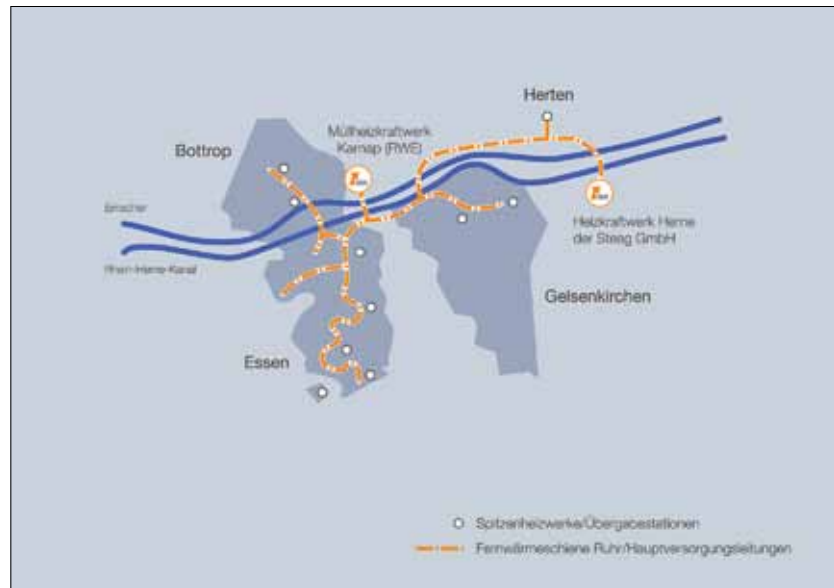 Herten
Müllheizkraftwerk
Karnap (RWE)
Bottrop
Emscher
Heizkraftwerk Herne
der Steag GmbH
Rhein-Herne-Kanal
Gelsenkirchen
Essen
Spitzenheizwerke/Übergabestationen
Fernwärmeschiene Ruhr/Hauptversorgungsleitungen